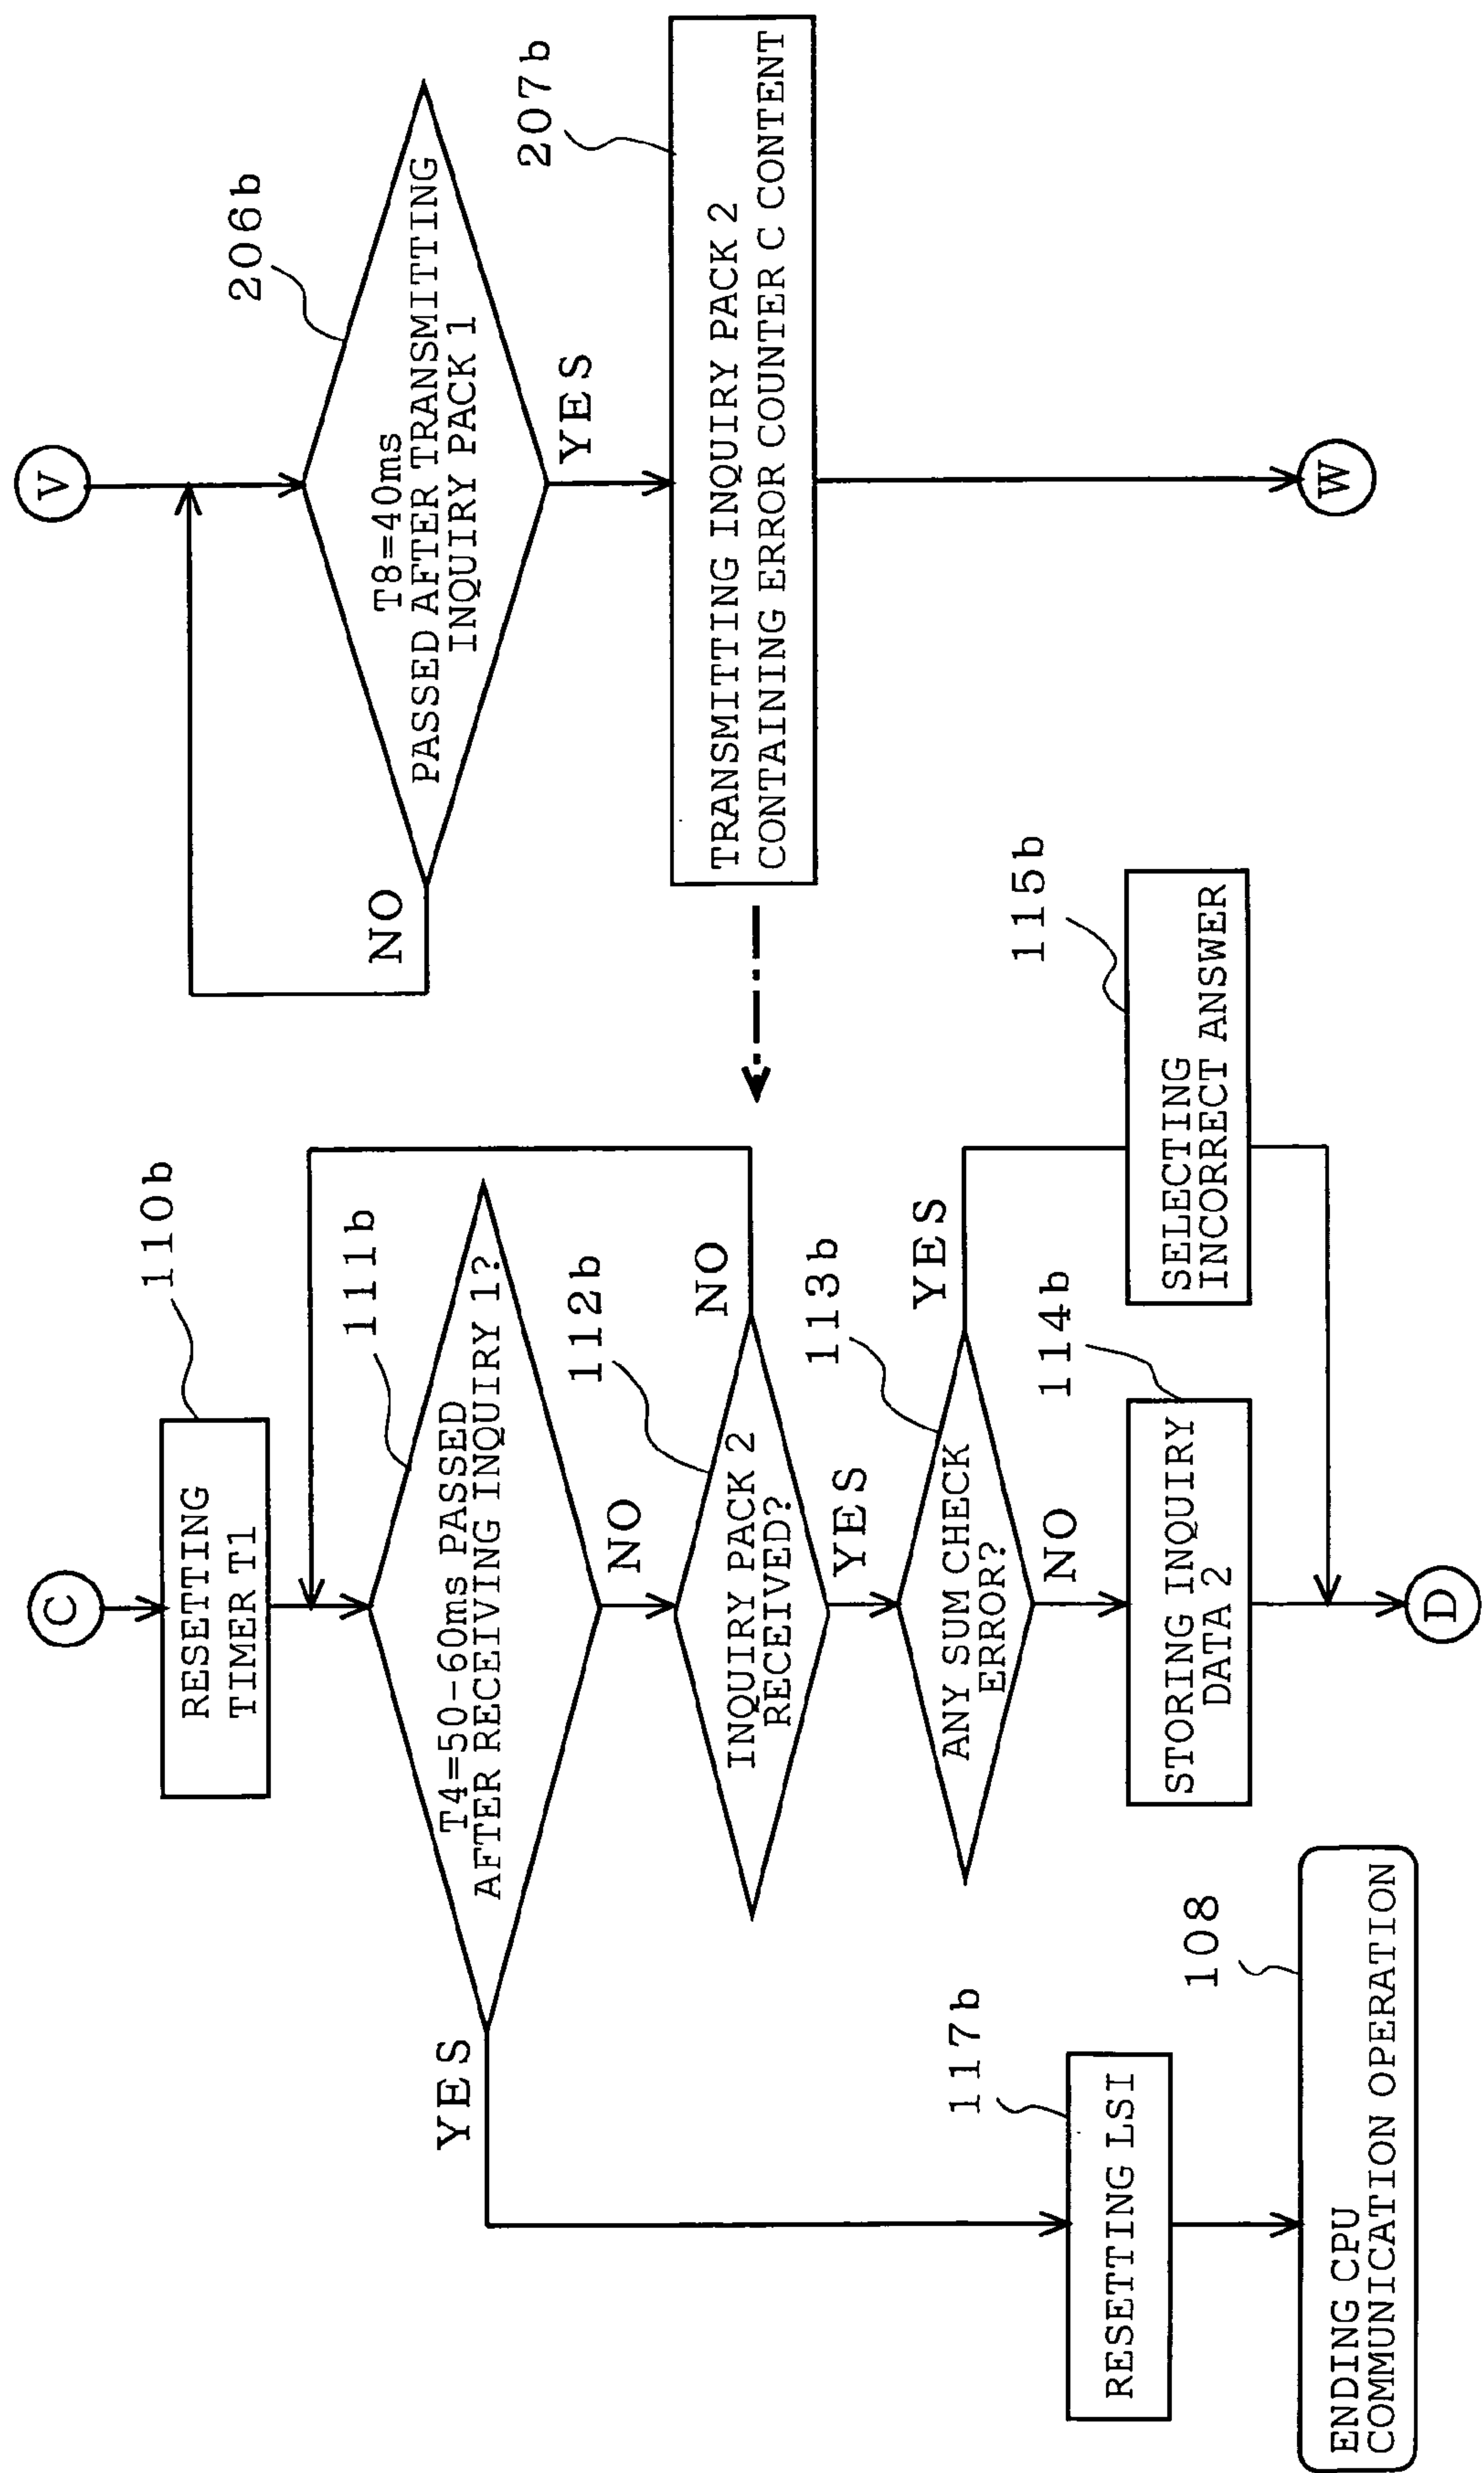 C
RESETTING
TIMER T1
110b
T4=50-60ms PASSED
AFTER RECEIVING INQUIRY 1?
111b
YES
NO
INQUIRY PACK 2
RECEIVED?
112b
NO
YES
ANY SUM CHECK
ERROR?
113b
YES
NO
STORING INQUIRY
DATA 2
114b
SELECTING
INCORRECT ANSWER
115b
D
RESETTING LSI
117b
ENDING CPU
COMMUNICATION OPERATION
108
V
T8=40ms
PASSED AFTER TRANSMITTING
INQUIRY PACK 1
206b
NO
YES
TRANSMITTING INQUIRY PACK 2
CONTAINING ERROR COUNTER C CONTENT
207b
W